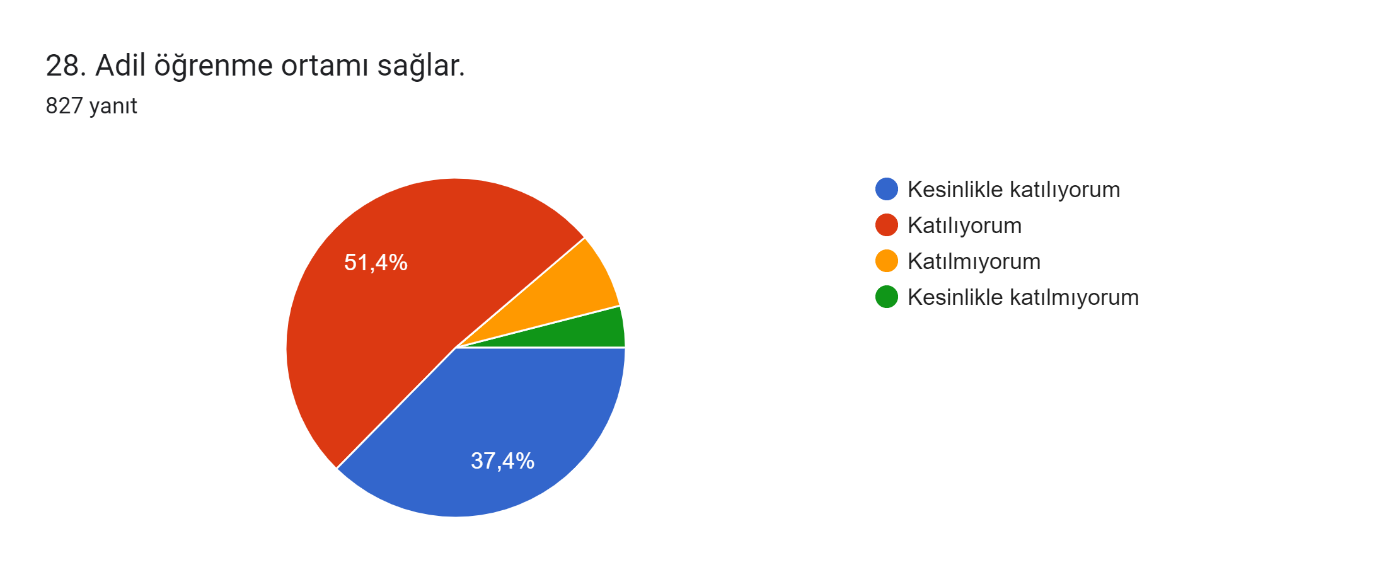 28. Adil öğrenme ortamı sağlar.
827 yanıt
51,4%
37,4%
Kesinlikle katılıyorum
Katılıyorum
Katılmıyorum
Kesinlikle katılmıyorum